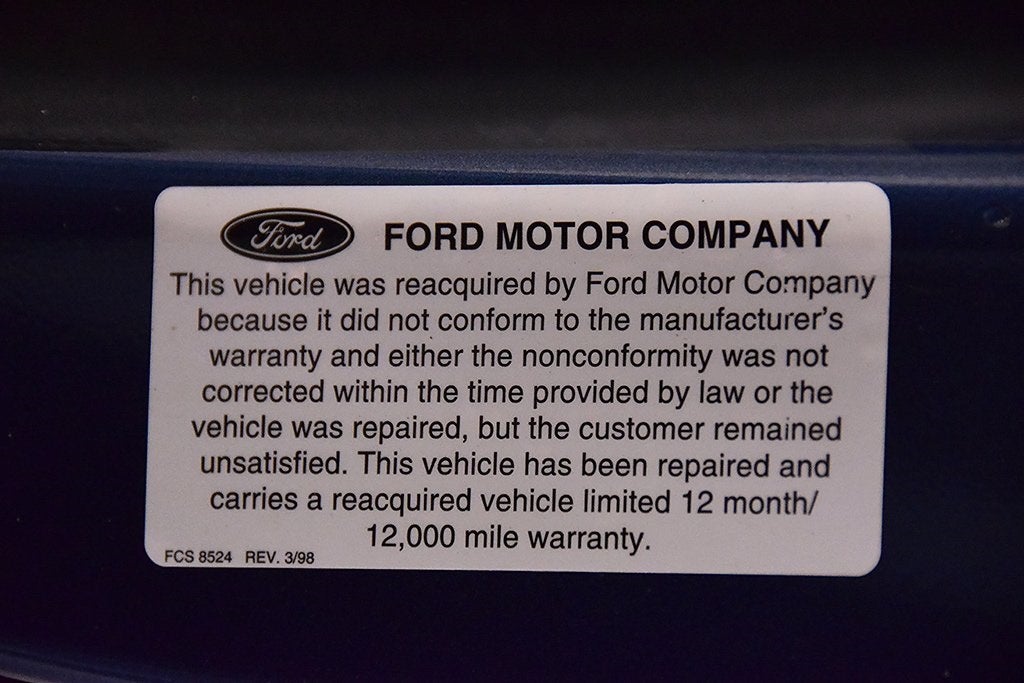 Ford FORD MOTOR COMPANY
This vehicle was reacquired by Ford Motor Company
because it did not conform to the manufacturer's
warranty and either the nonconformity was not
corrected within the time provided by law or the
vehicle was repaired, but the customer remained
unsatisfied. This vehicle has been repaired and
carries a reacquired vehicle limited 12 month/
12,000 mile warranty.
FCS 8524 REV. 3/98